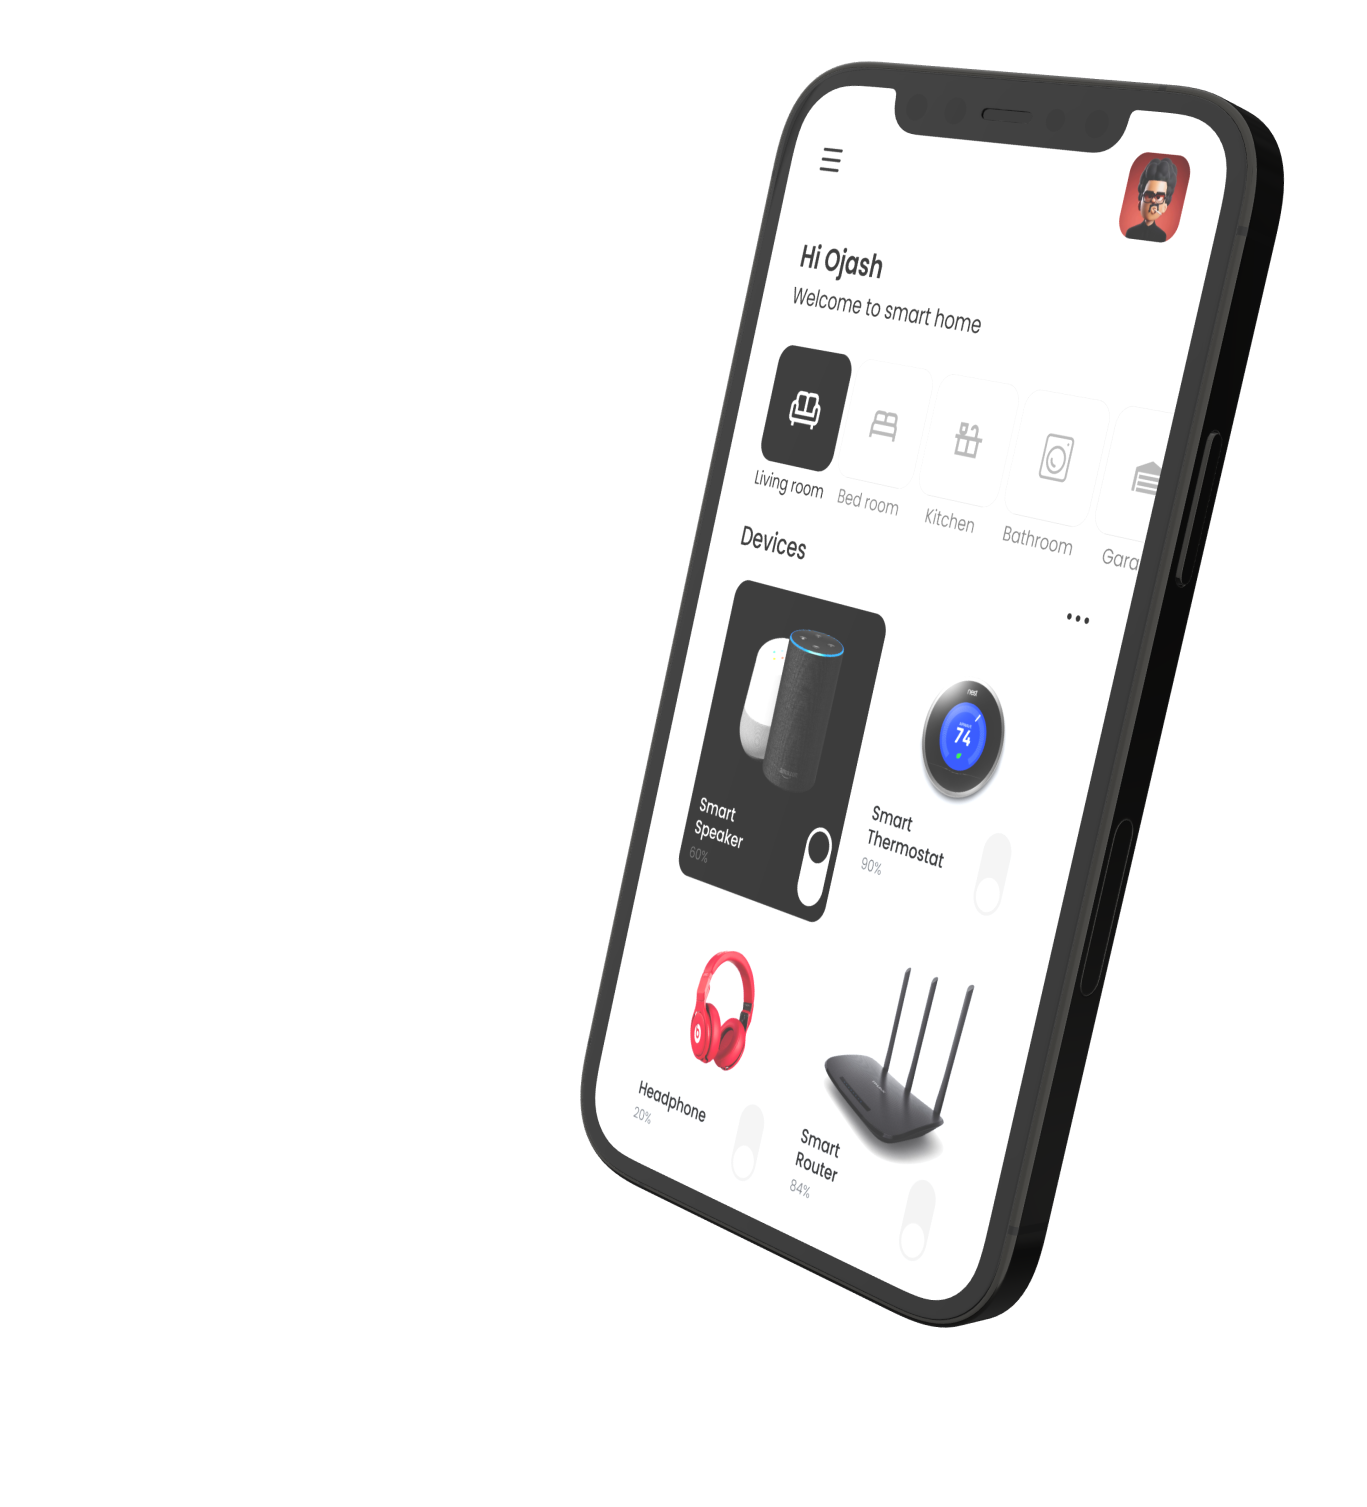 Hi Ojash
Welcome to smart home
Living room
Bed room
Kitchen
Bathroom
Gara
Devices
nest
74
Smart
Speaker
60%
Smart
Thermostat
90%
Headphone
20%
Smart
Router
84%